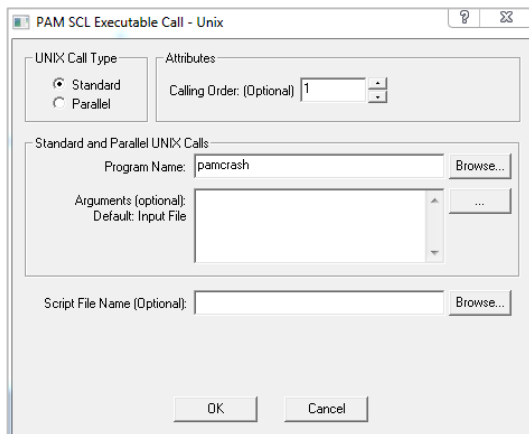 PAM SCL Executable Call - Unix
UNIX Call Type
Standard
Parallel
Attributes
Calling Order: (Optional) 1
Standard and Parallel UNIX Calls
Program Name: pamcrash Browse...
Arguments (optional): ...
Default: Input File
Script File Name (Optional): Browse...
OK Cancel